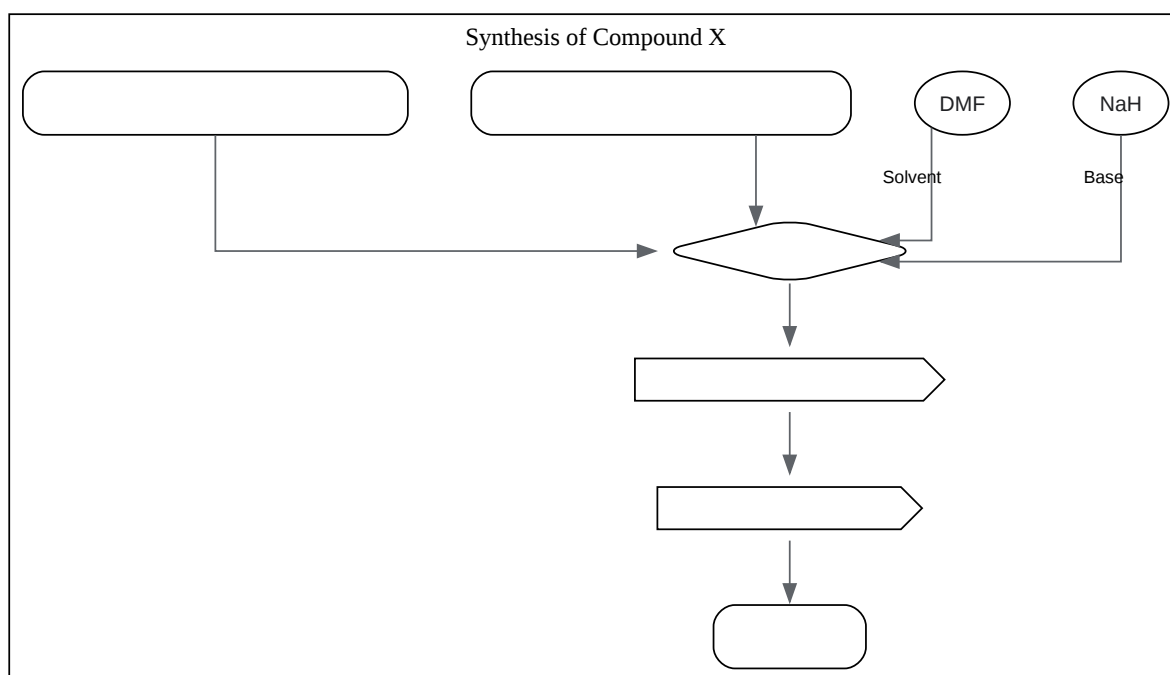 Synthesis of Compound X
DMF
NaH
Solvent
Base